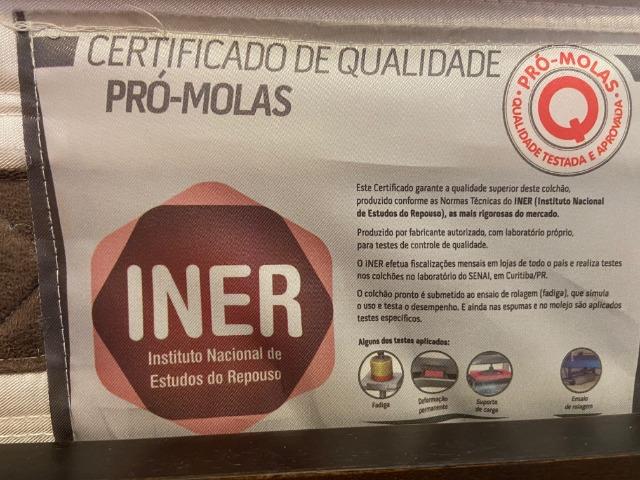 CERTIFICADO DE QUALIDADE
PRÓ-MOLAS
• PRÓ-MOLAS •
Q
QUALIDADE TESTADA E APROVADA
Este Certificado garante a qualidade superior deste colchão,
produzido conforme as Normas Técnicas do INER (Instituto Nacional
de Estudos do Repouso), as mais rigorosas do mercado.
Produzido por fabricante autorizado, com laboratório próprio,
para testes de controle de qualidade.
O INER efetua fiscalizações mensais em lojas de todo o país e realiza testes
nos colchões no laboratório do SENAI, em Curitiba/PR.
O colchão pronto é submetido ao ensaio de rolagem (fadiga), que simula
o uso e testa o desempenho. E ainda nas espumas e no molejo são aplicados
testes específicos.
INER
Instituto Nacional de
Estudos do Repouso
Alguns dos testes aplicados:
Fadiga
Deformação
permanente
Suporte
de carga
Ensaio
de rolagem